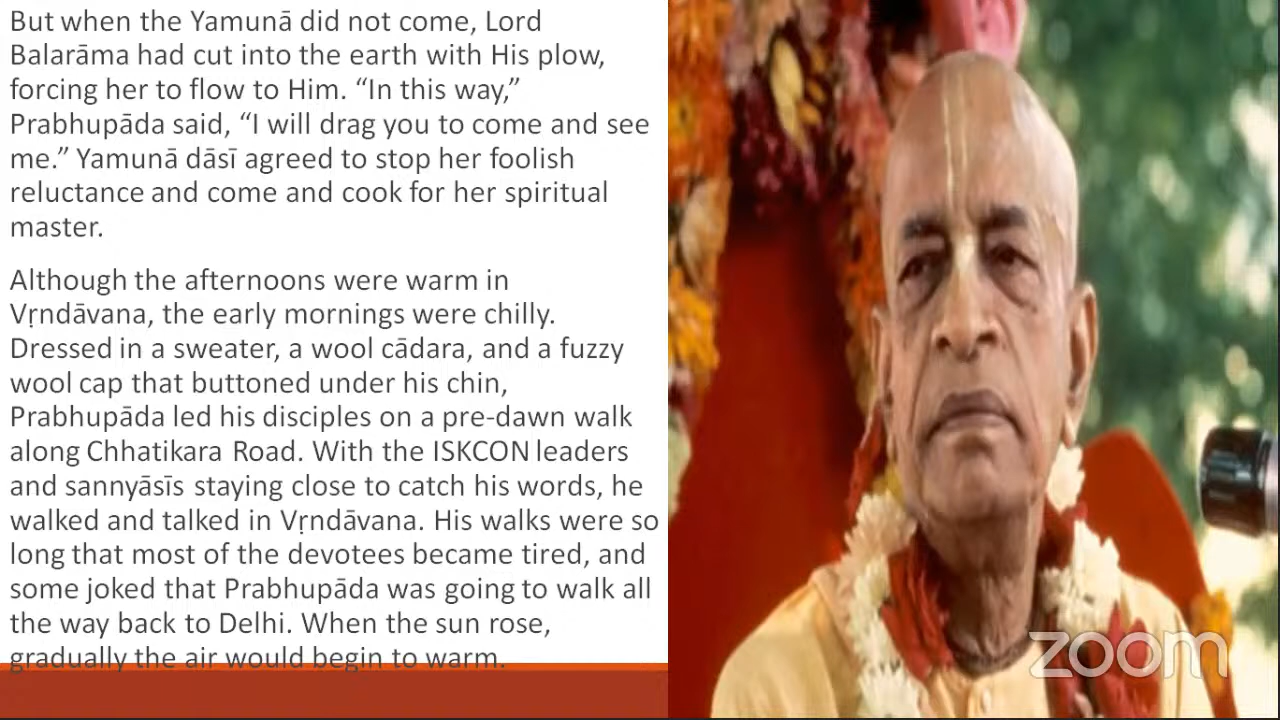 But when the Yamunā did not come, Lord
Balarāma had cut into the earth with His plow,
forcing her to flow to Him. “In this way,”
Prabhupāda said, “I will drag you to come and see
me.” Yamunā dāsī agreed to stop her foolish
reluctance and come and cook for her spiritual
master.
Although the afternoons were warm in
Vṛndāvana, the early mornings were chilly.
Dressed in a sweater, a wool cādara, and a fuzzy
wool cap that buttoned under his chin,
Prabhupāda led his disciples on a pre-dawn walk
along Chhatikara Road. With the ISKCON leaders
and sannyāsīs staying close to catch his words, he
walked and talked in Vṛndāvana. His walks were so
long that most of the devotees became tired, and
some joked that Prabhupāda was going to walk all
the way back to Delhi. When the sun rose,
gradually the air would begin to warm.
zoom